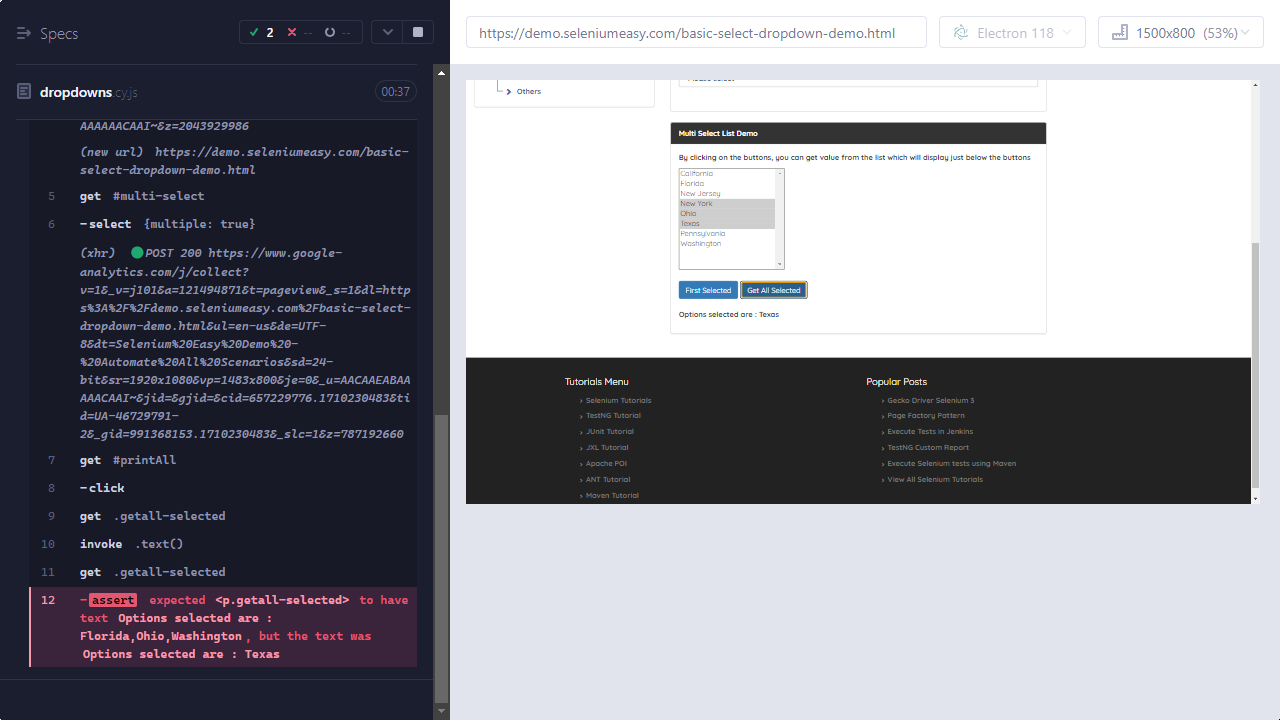 Specs
2
--
--
dropdowns.cy.js
00:37
AAAAAACAAI~&z=2043929986
(new url) https://demo.seleniumeasy.com/basic-
select-dropdown-demo.html
5 get #multi-select
6 -select {multiple: true}
(xhr) POST 200 https://www.google-
analytics.com/j/collect?
v=1&_v=j101&a=121494871&t=pageview&_s=1&dl=http
s%3A%2F%2Fdemo.seleniumeasy.com%2Fbasic-select-
dropdown-demo.html&ul=en-us&de=UTF-
8&dt=Selenium%20Easy%20Demo%20-
%20Automate%20All%20Scenarios&sd=24-
bit&sr=1920x1080&vp=1483x800&je=0&_u=AACAAEABAA
AAAACAAI~&jid=&gjid=&cid=657229776.1710230483&ti
d=UA-46729791-
2&_gid=991368153.1710230483&_slc=1&z=787192660
7 get #printAll
8 -click
9 get .getall-selected
10 invoke .text()
11 get .getall-selected
12 -assert expected <p.getall-selected> to have
text Options selected are :
Florida,Ohio,Washington, but the text was
Options selected are : Texas
https://demo.seleniumeasy.com/basic-select-dropdown-demo.html
Electron 118
1500x800 (53%)
Others
Multi Select List Demo
By clicking on the buttons, you can get value from the list which will display just below the buttons
California
Florida
New Jersey
New York
Ohio
Texas
Pennsylvania
Washington
First Selected
Get All Selected
Options selected are : Texas
Tutorials Menu
Selenium Tutorials
TestNG Tutorial
JUnit Tutorial
JXL Tutorial
Apache POI
ANT Tutorial
Maven Tutorial
Popular Posts
Gecko Driver Selenium 3
Page Factory Pattern
Execute Tests in Jenkins
TestNG Custom Report
Execute Selenium tests using Maven
View All Selenium Tutorials